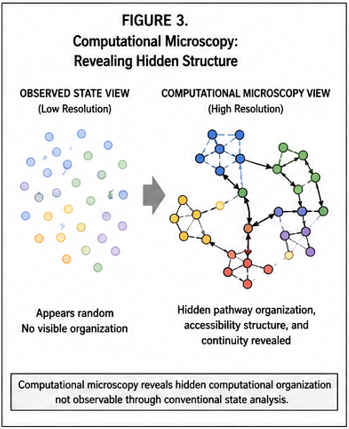 FIGURE 3.
Computational Microscopy:
Revealing Hidden Structure
OBSERVED STATE VIEW
(Low Resolution)
COMPUTATIONAL MICROSCOPY VIEW
(High Resolution)
Appears random
No visible organization
Hidden pathway organization,
accessibility structure, and
continuity revealed
Computational microscopy reveals hidden computational organization
not observable through conventional state analysis.